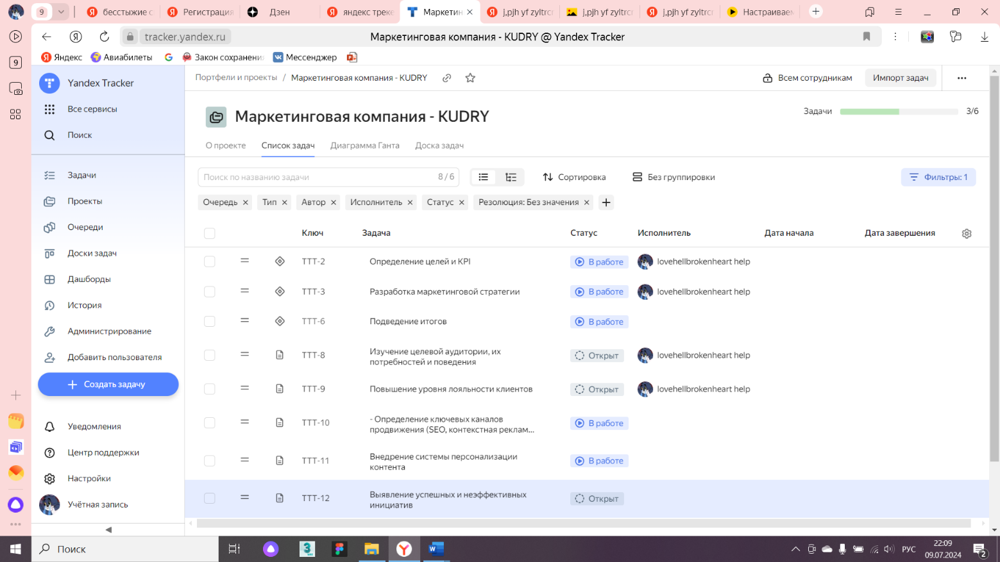 9
бесстыжие с
Регистрация
Дзен
яндекс треке
Маркетин
j,pjh yf zyltrc
j,pjh yf zyltrcr
j,pjh yf zyltrc
Настраивае
tracker.yandex.ru
Маркетинговая компания - KUDRY @ Yandex Tracker
9
Яндекс
Авиабилеты
Закон сохранени
Мессенджер
Yandex Tracker
Все сервисы
Поиск
Задачи
Проекты
Очереди
Доски задач
Дашборды
История
Администрирование
Добавить пользователя
Создать задачу
Уведомления
Центр поддержки
Настройки
Учётная запись
Портфели и проекты / Маркетинговая компания - KUDRY
Всем сотрудникам
Импорт задач
Маркетинговая компания - KUDRY
Задачи 3/6
О проекте
Список задач
Диаграмма Ганта
Доска задач
Поиск по названию задачи 8 / 6
Сортировка
Без группировки
Фильтры: 1
Очередь
Тип
Автор
Исполнитель
Статус
Резолюция: Без значения
Ключ Задача Статус Исполнитель Дата начала Дата завершения
TTT-2 Определение целей и KPI В работе lovehellbrokenheart help
TTT-3 Разработка маркетинговой стратегии В работе lovehellbrokenheart help
TTT-6 Подведение итогов В работе
TTT-8 Изучение целевой аудитории, их
потребностей и поведения Открыт lovehellbrokenheart help
TTT-9 Повышение уровня лояльности клиентов Открыт lovehellbrokenheart help
TTT-10 - Определение ключевых каналов
продвижения (SEO, контекстная реклам... В работе
TTT-11 Внедрение системы персонализации
контента В работе
TTT-12 Выявление успешных и неэффективных
инициатив Открыт
Поиск
РУС
22:09
09.07.2024
2